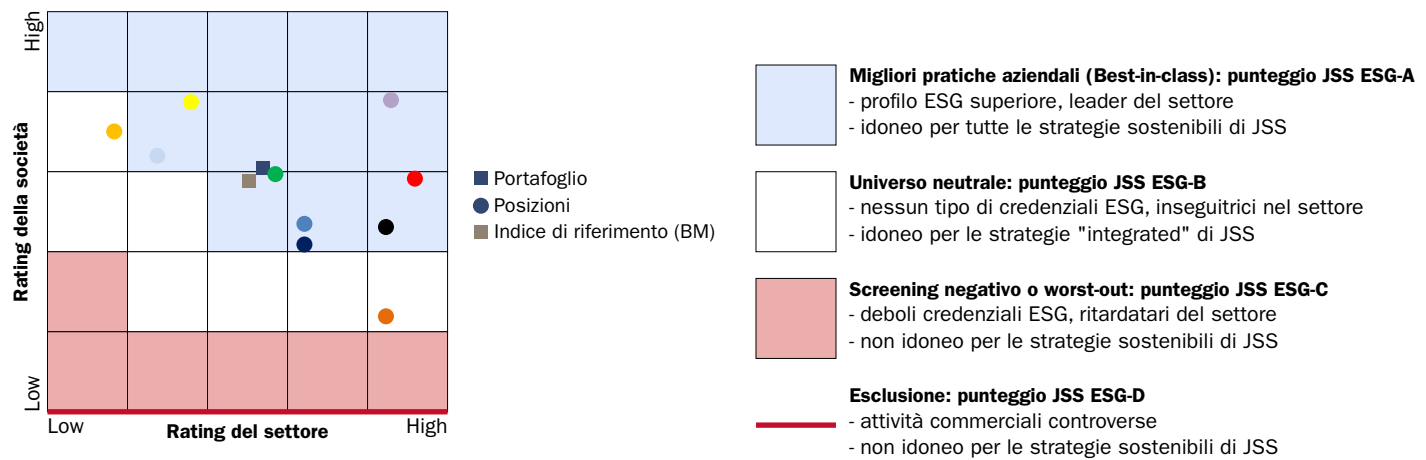 High
Rating della società
Low
Low
Rating del settore
High
Portafoglio
Posizioni
Indice di riferimento (BM)
Migliori pratiche aziendali (Best-in-class): punteggio JSS ESG-A
- profilo ESG superiore, leader del settore
- idoneo per tutte le strategie sostenibili di JSS
Universo neutrale: punteggio JSS ESG-B
- nessun tipo di credenziali ESG, inseguitrici nel settore
- idoneo per le strategie "integrated" di JSS
Screening negativo o worst-out: punteggio JSS ESG-C
- deboli credenziali ESG, ritardatari del settore
- non idoneo per le strategie sostenibili di JSS
Esclusione: punteggio JSS ESG-D
- attività commerciali controverse
- non idoneo per le strategie sostenibili di JSS